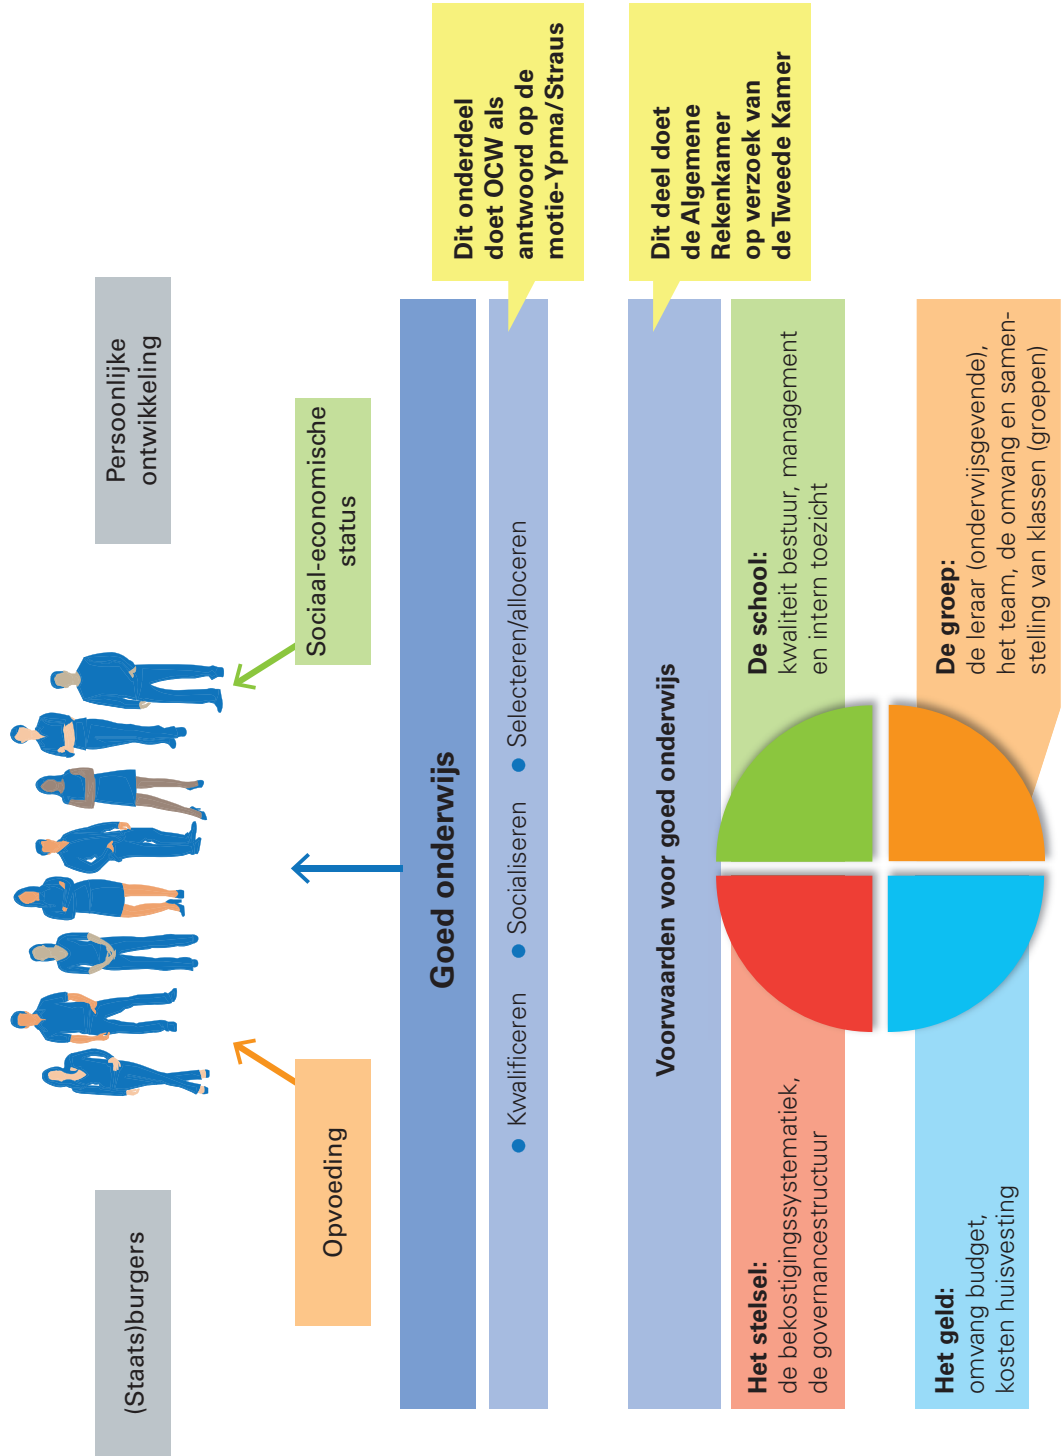 (Staats)burgers
Persoonlijke
ontwikkeling
Opvoeding
Sociaal-economische
status
Goed onderwijs
• Kwalificeren • Socialiseren • Selecteren/alloceren
Dit onderdeel
doet OCW als
antwoord op de
motie-Ypma/Straus
Voorwaarden voor goed onderwijs
Dit deel doet
de Algemene
Rekenkamer
op verzoek van
de Tweede Kamer
Het stelsel:
de bekostigingssystematiek,
de governancestructuur
De school:
kwaliteit bestuur, management
en intern toezicht
Het geld:
omvang budget,
kosten huisvesting
De groep:
de leraar (onderwijsgevende),
het team, de omvang en samen-
stelling van klassen (groepen)